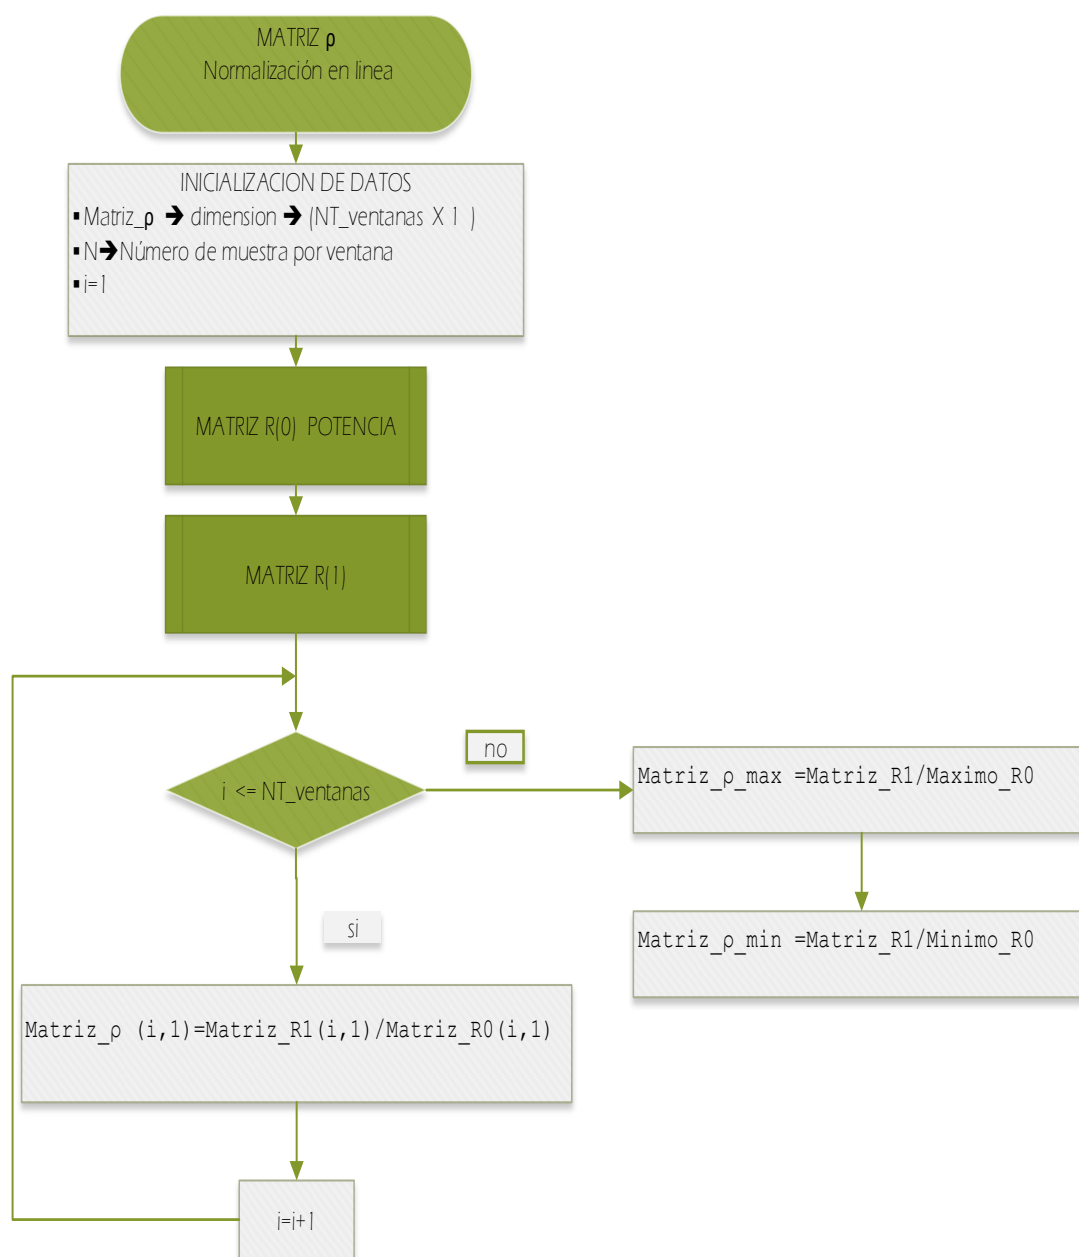 MATRIZ ρ
Normalización en linea
INICIALIZACION DE DATOS
▪Matriz_ρ ➔ dimension ➔ (NT_ventanas X 1 )
▪N➔Número de muestra por ventana
▪i=1
MATRIZ R(0) POTENCIA
MATRIZ R(1)
i <= NT_ventanas
no
Matriz_ρ_max =Matriz_R1/Maximo_R0
Matriz_ρ_min =Matriz_R1/Minimo_R0
si
Matriz_ρ (i,1)=Matriz_R1(i,1)/Matriz_R0(i,1)
i=i+1